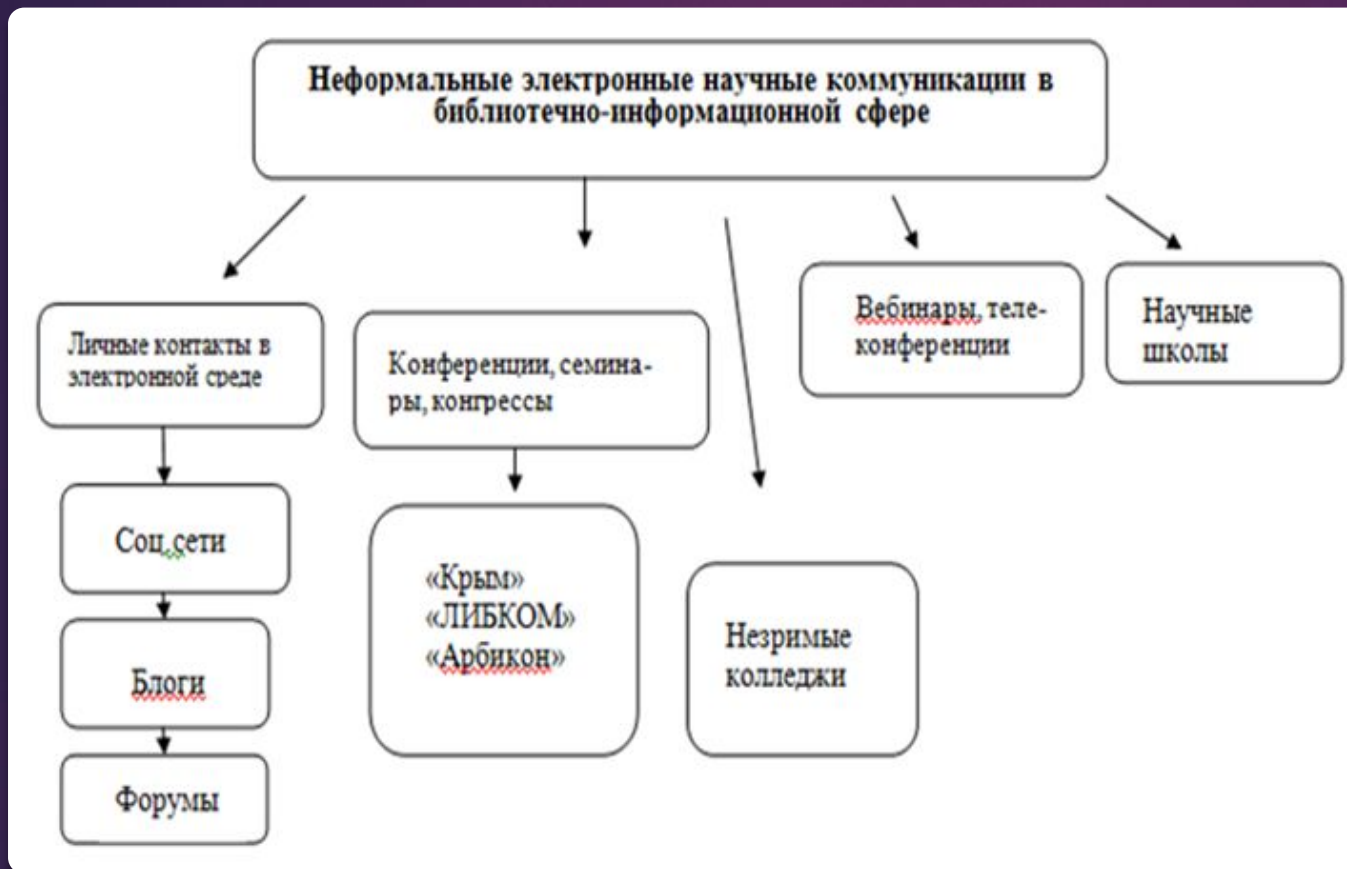 Неформальные электронные научные коммуникации в
библиотечно-информационной сфере
Личные контакты в
электронной среде
Соц.сети
Блоги
Форумы
Конференции, семина-
ры, конгрессы
«Крым»
«ЛИБКОМ»
«Арбикон»
Незримые
колледжи
Вебинары, теле-
конференции
Научные
школы